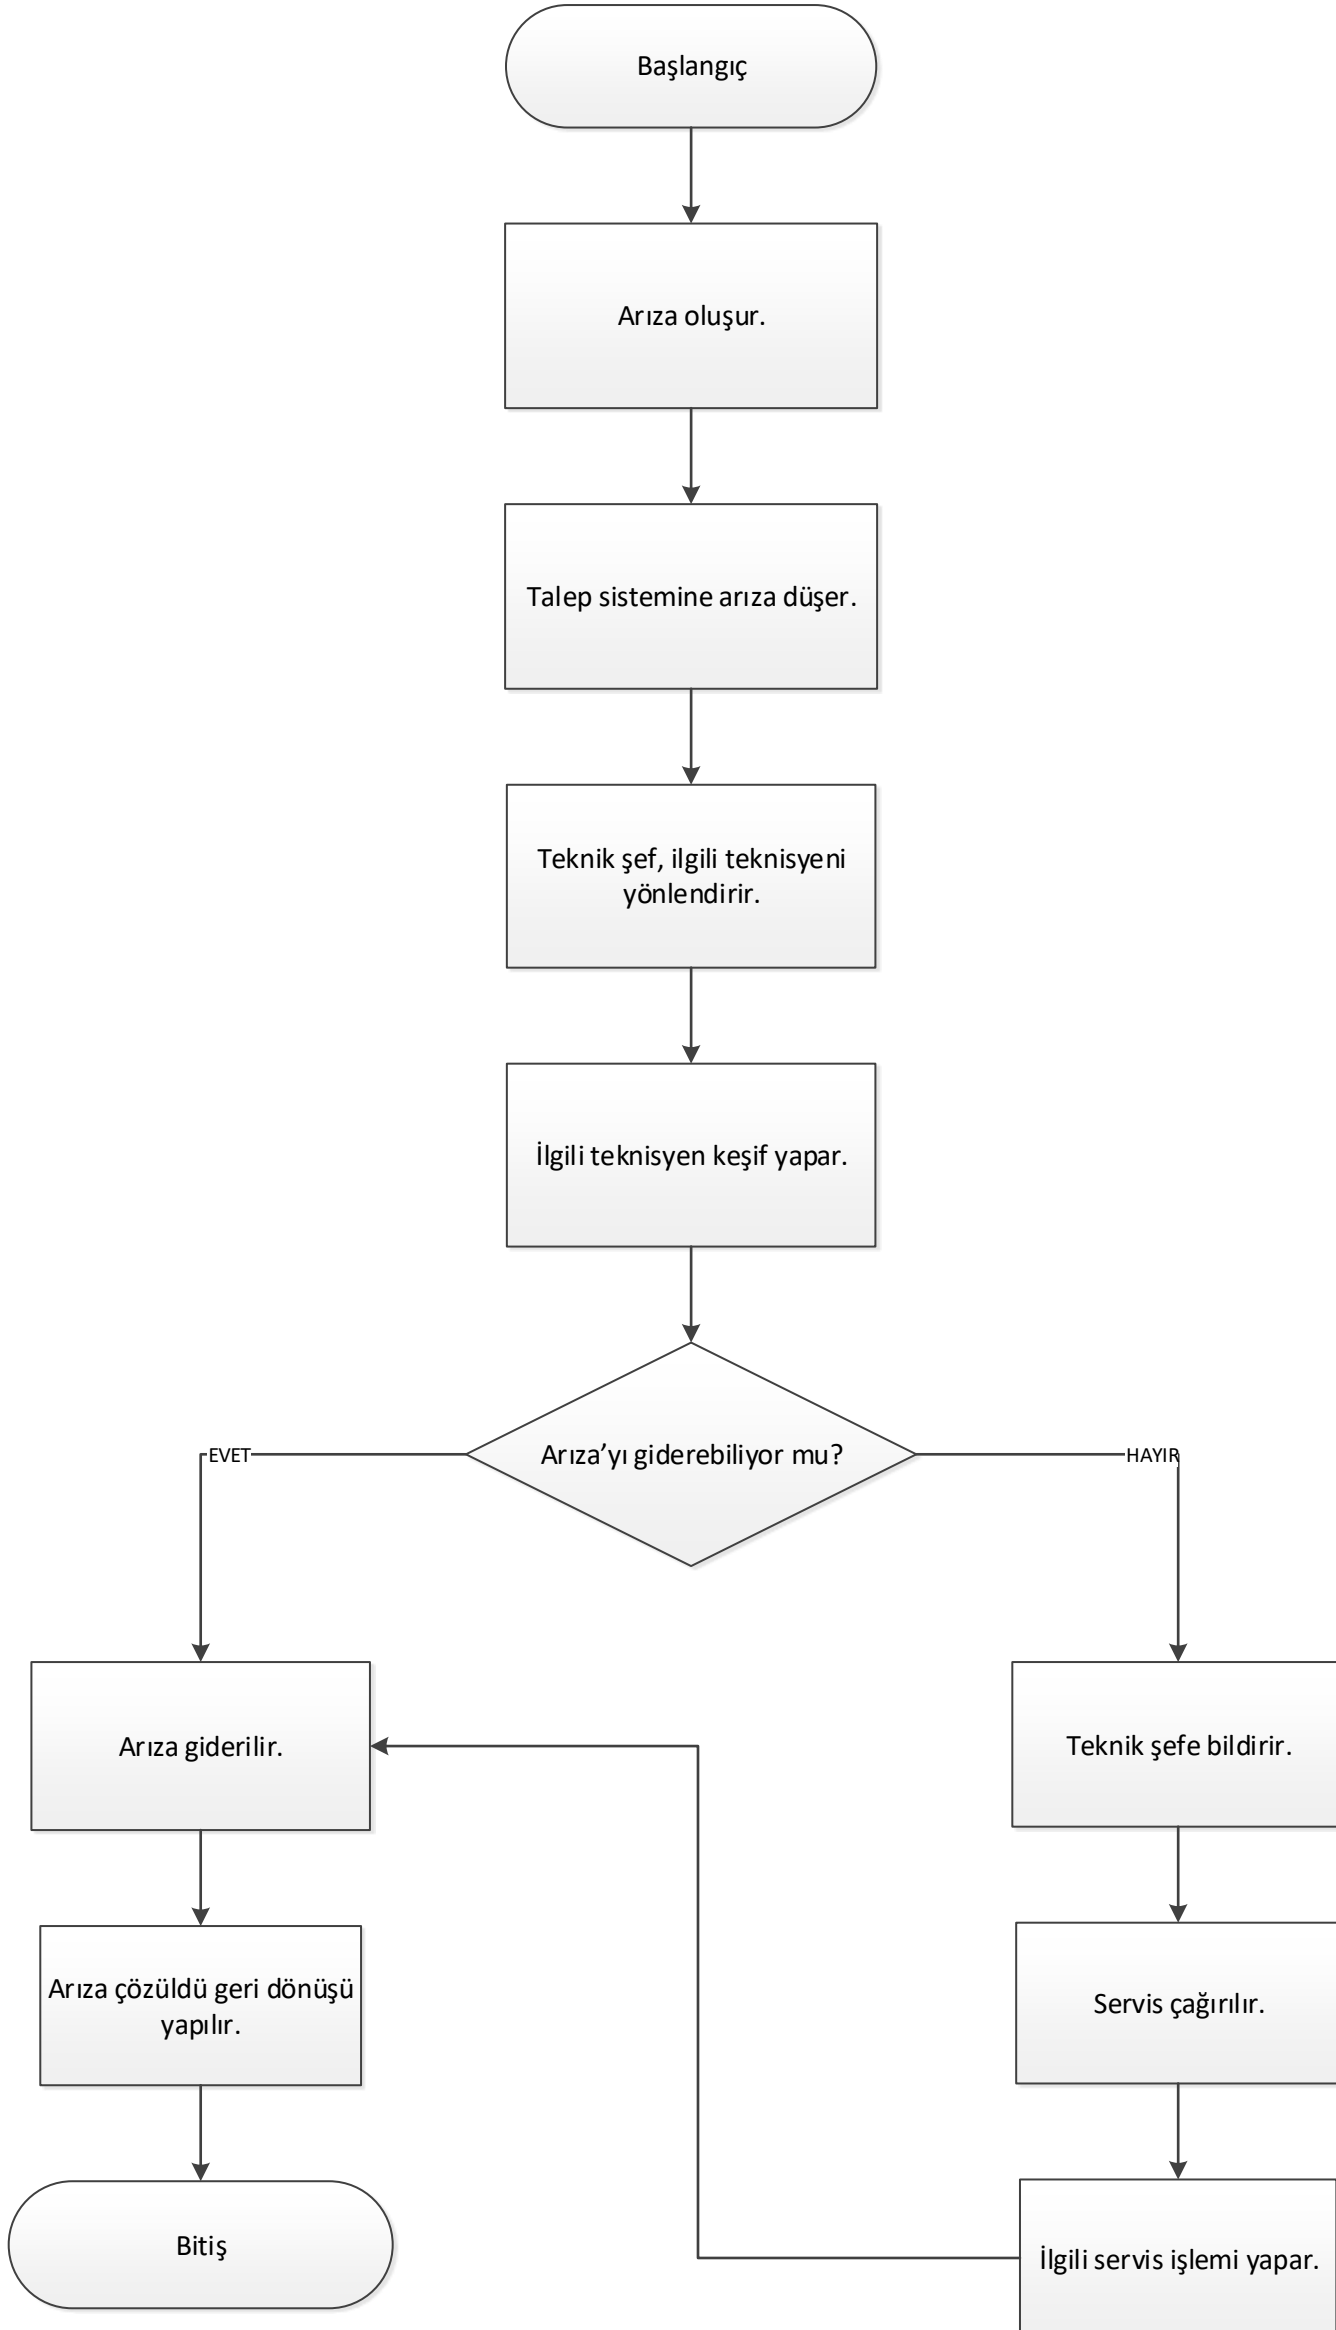 Başlangıç
Arıza oluşur.
Talep sistemine arıza düşer.
Teknik şef, ilgili teknisyeni
yönlendirir.
İlgili teknisyen keşif yapar.
Arıza’yı giderebiliyor mu?
EVET
HAYIR
Arıza giderilir.
Teknik şefe bildirir.
Arıza çözüldü geri dönüşü
yapılır.
Servis çağırılır.
Bitiş
İlgili servis işlemi yapar.